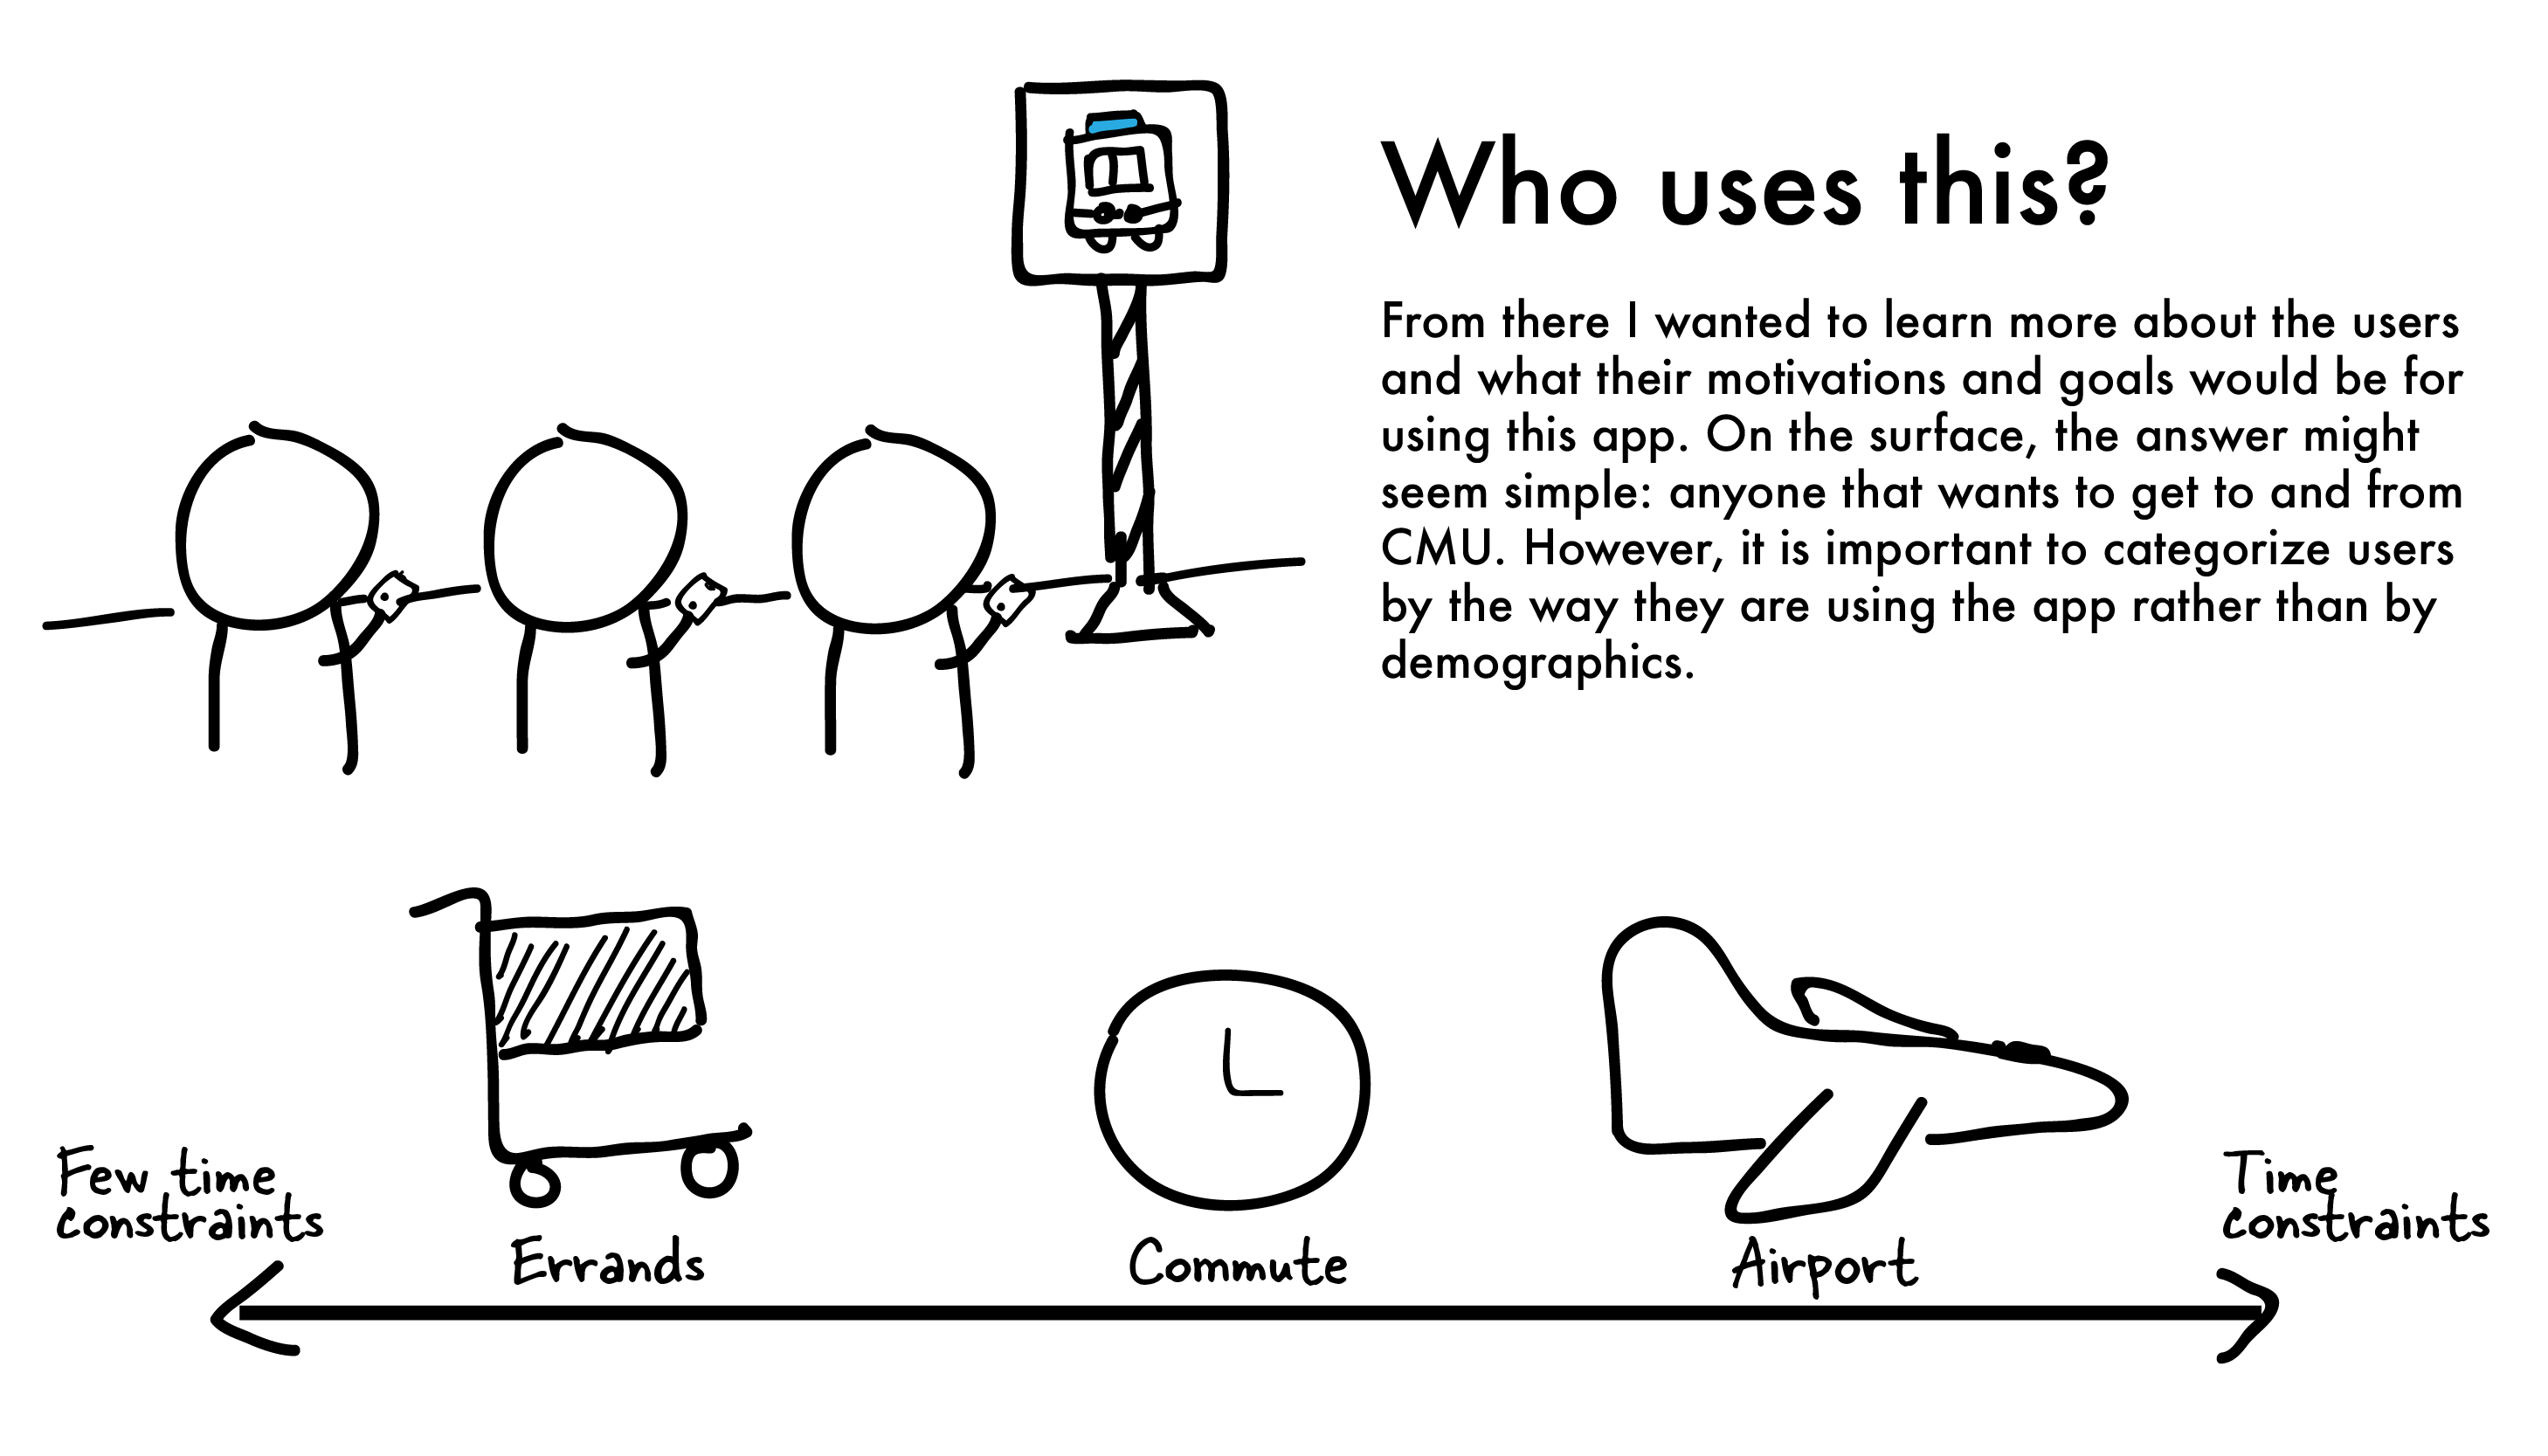 Who uses this?
From there I wanted to learn more about the users
and what their motivations and goals would be for
using this app. On the surface, the answer might
seem simple: anyone that wants to get to and from
CMU. However, it is important to categorize users
by the way they are using the app rather than by
demographics.
Few time
constraints
Errands
Commute
Airport
Time
constraints